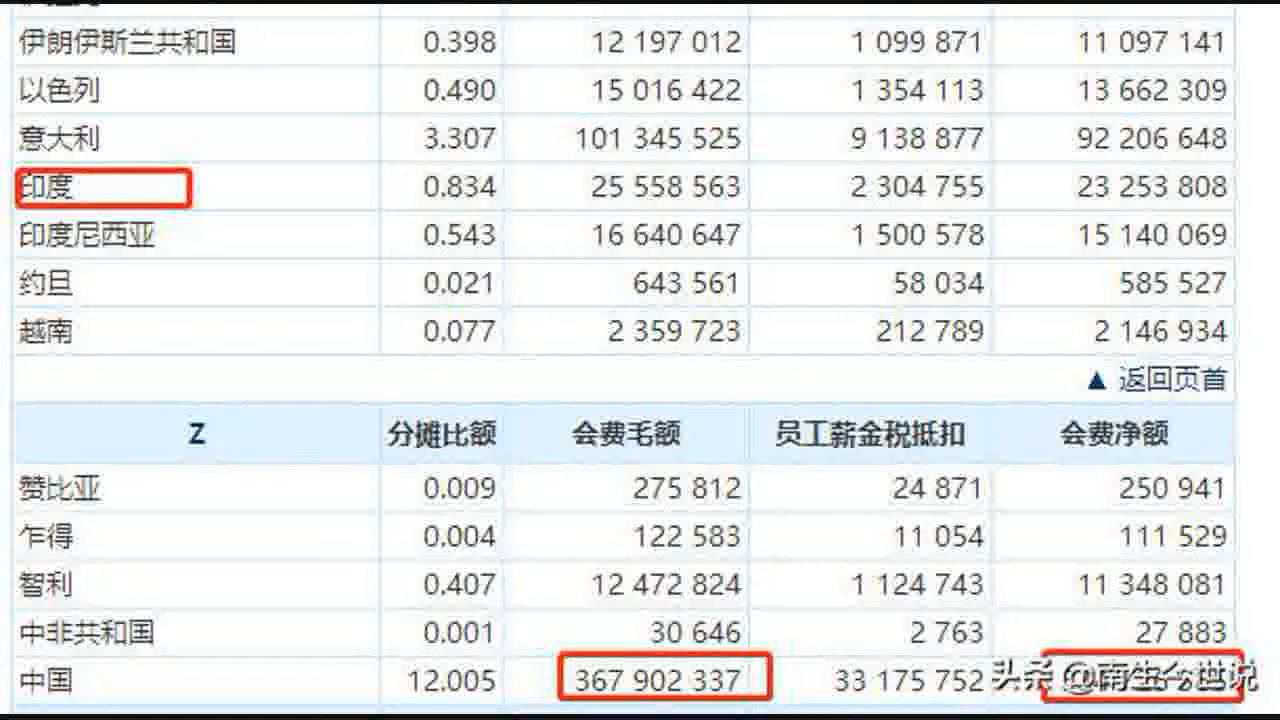 伊朗伊斯兰共和国 0.398 12 197 012 1 099 871 11 097 141
以色列 0.490 15 016 422 1 354 113 13 662 309
意大利 3.307 101 345 525 9 138 877 92 206 648
印度 0.834 25 558 563 2 304 755 23 253 808
印度尼西亚 0.543 16 640 647 1 500 578 15 140 069
约旦 0.021 643 561 58 034 585 527
越南 0.077 2 359 723 212 789 2 146 934
▲ 返回页首
Z 分摊比额 会费毛额 员工薪金税抵扣 会费净额
赞比亚 0.009 275 812 24 871 250 941
乍得 0.004 122 583 11 054 111 529
智利 0.407 12 472 824 1 124 743 11 348 081
中非共和国 0.001 30 646 2 763 27 883
中国 12.005 367 902 337 33 175 752
头条 @南生今世说